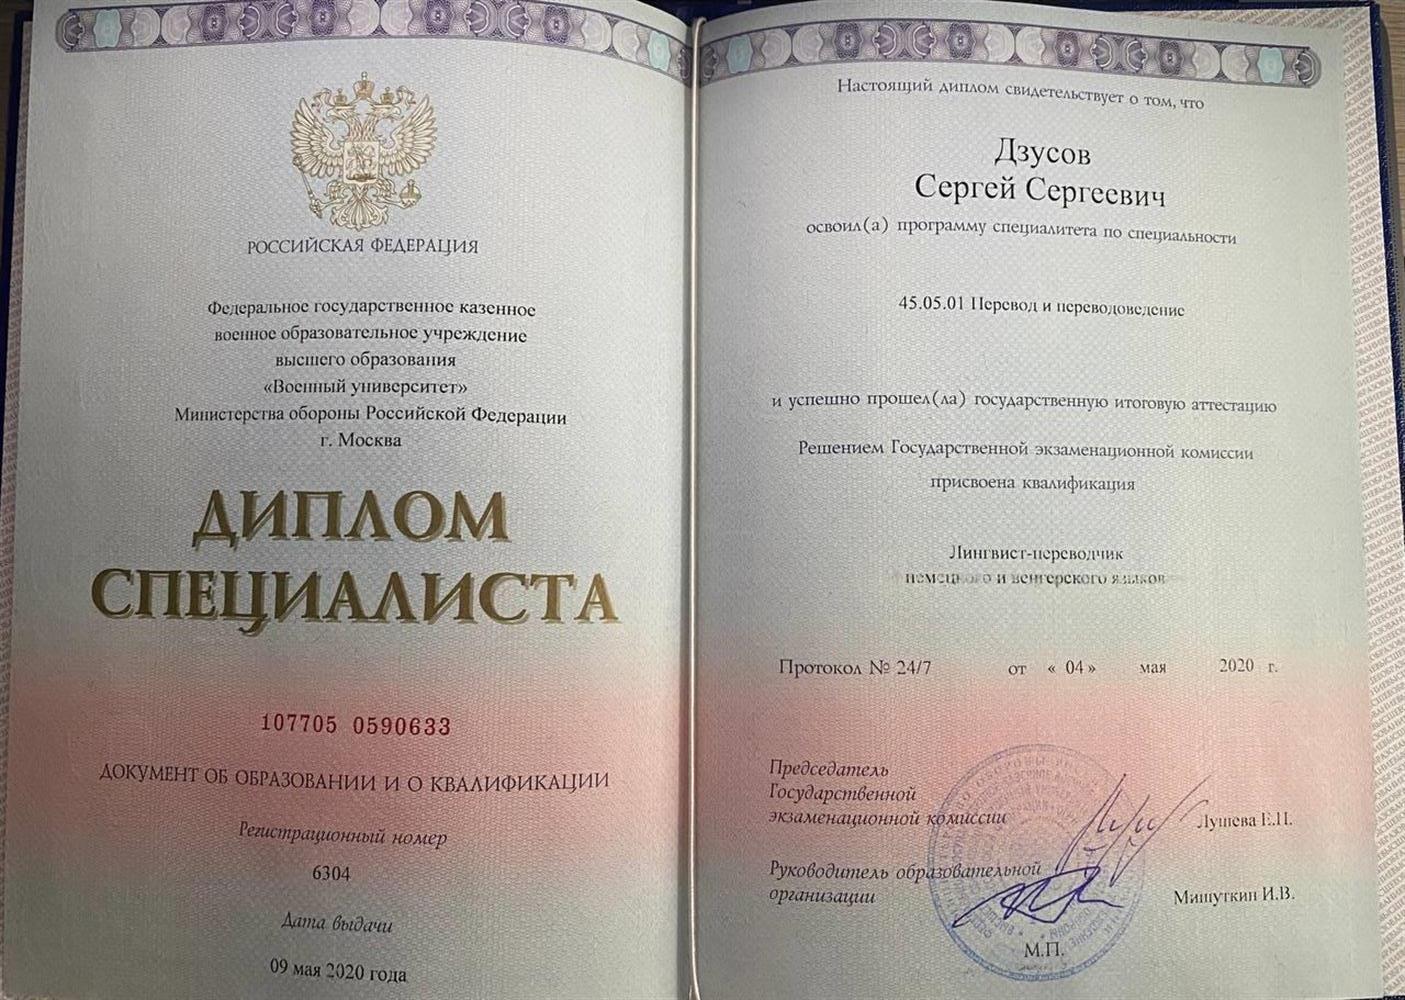 РОССИЙСКАЯ ФЕДЕРАЦИЯ
Федеральное государственное казенное
военное образовательное учреждение
высшего образования
«Военный университет»
Министерства обороны Российской Федерации
г. Москва
ДИПЛОМ
СПЕЦИАЛИСТА
107705 0590633
ДОКУМЕНТ ОБ ОБРАЗОВАНИИ И О КВАЛИФИКАЦИИ
Регистрационный номер
6304
Дата выдачи
09 мая 2020 года
Настоящий диплом свидетельствует о том, что
Дзусов
Сергей Сергеевич
освоил(а) программу специалитета по специальности
45.05.01 Перевод и переводоведение
и успешно прошел(ла) государственную итоговую аттестацию
Решением Государственной экзаменационной комиссии
присвоена квалификация
Лингвист-переводчик
немецкого и венгерского языков
Протокол № 24/7 от « 04 » мая 2020 г.
Председатель
Государственной
экзаменационной комиссии Лушева Е.П.
Руководитель образовательной
организации Мишуткин И.В.
М.П.